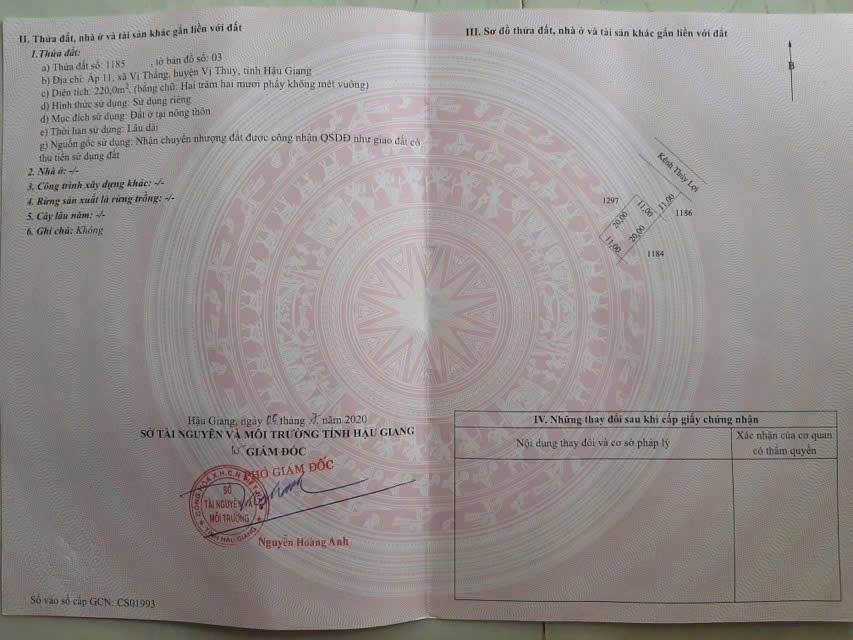 II. Thửa đất, nhà ở và tài sản khác gắn liền với đất
1. Thửa đất:
a) Thửa đất số: 1185 , tờ bản đồ số: 03
b) Địa chỉ: Ấp 11, xã Vị Thắng, huyện Vị Thuỷ, tỉnh Hậu Giang
c) Diện tích: 220,0m², (bằng chữ: Hai trăm hai mươi phẩy không mét vuông)
d) Hình thức sử dụng: Sử dụng riêng
đ) Mục đích sử dụng: Đất ở tại nông thôn
e) Thời hạn sử dụng: Lâu dài
g) Nguồn gốc sử dụng: Nhận chuyển nhượng đất được công nhận QSDĐ như giao đất có
thu tiền sử dụng đất
2. Nhà ở: -/-
3. Công trình xây dựng khác: -/-
4. Rừng sản xuất là rừng trồng: -/-
5. Cây lâu năm: -/-
6. Ghi chú: Không
Hậu Giang, ngày tháng năm 2020
SỞ TÀI NGUYÊN VÀ MÔI TRƯỜNG TỈNH HẬU GIANG
GIÁM ĐỐC
PHÓ GIÁM ĐỐC
SỞ
TÀI NGUYÊN VÀ
MÔI TRƯỜNG
TỈNH HẬU GIANG
Nguyễn Hoàng Anh
Số vào sổ cấp GCN: CS01993
III. Sơ đồ thửa đất, nhà ở và tài sản khác gắn liền với đất
B
Kênh Thủy Lợi
1297
11,00
11,00
1186
20,00
20,00
11,00
1184
IV. Những thay đổi sau khi cấp giấy chứng nhận
Nội dung thay đổi và cơ sở pháp lý
Xác nhận của cơ quan
có thẩm quyền